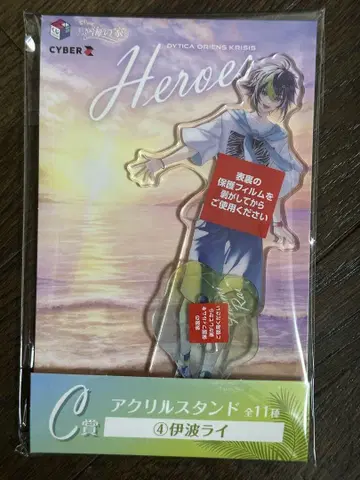 CYBER Z
DYTICA ORIENS KRISIS
Heroes
表裏の
保護フィルムを
剥がしてから
ご使用ください
C賞
アクリルスタンド 全11種
④伊波ライ